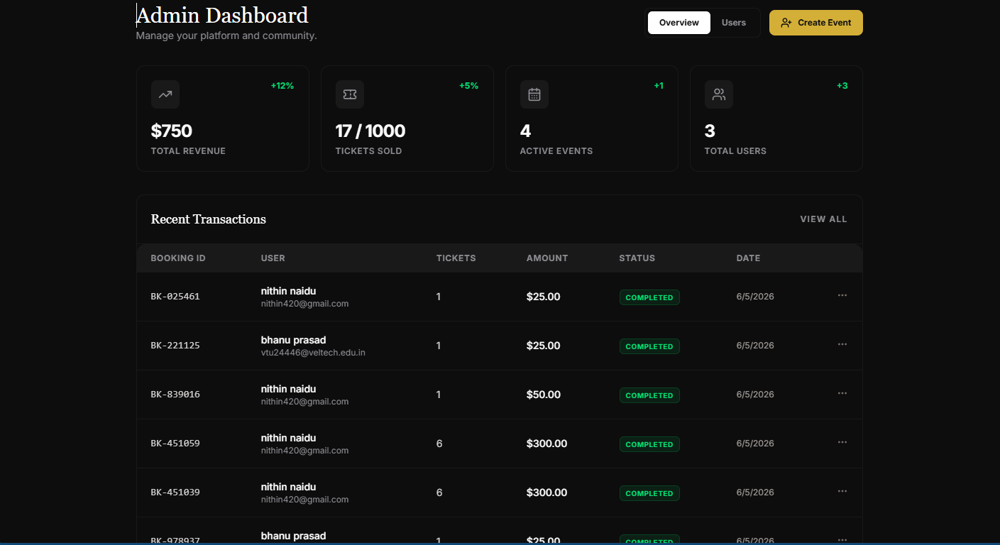 Admin Dashboard
Manage your platform and community.
Overview
Users
Create Event
+12%
$750
TOTAL REVENUE
+5%
17 / 1000
TICKETS SOLD
+1
4
ACTIVE EVENTS
+3
3
TOTAL USERS
Recent Transactions
VIEW ALL
BOOKING ID USER TICKETS AMOUNT STATUS DATE
BK-025461 nithin naidu 1 $25.00 COMPLETED 6/5/2026 ...
nithin420@gmail.com
BK-221125 bhanu prasad 1 $25.00 COMPLETED 6/5/2026 ...
vtu24446@veltech.edu.in
BK-839016 nithin naidu 1 $50.00 COMPLETED 6/5/2026 ...
nithin420@gmail.com
BK-451059 nithin naidu 6 $300.00 COMPLETED 6/5/2026 ...
nithin420@gmail.com
BK-451039 nithin naidu 6 $300.00 COMPLETED 6/5/2026 ...
nithin420@gmail.com
BK-978937 bhanu prasad 1 $25.00 COMPLETED 6/5/2026 ...